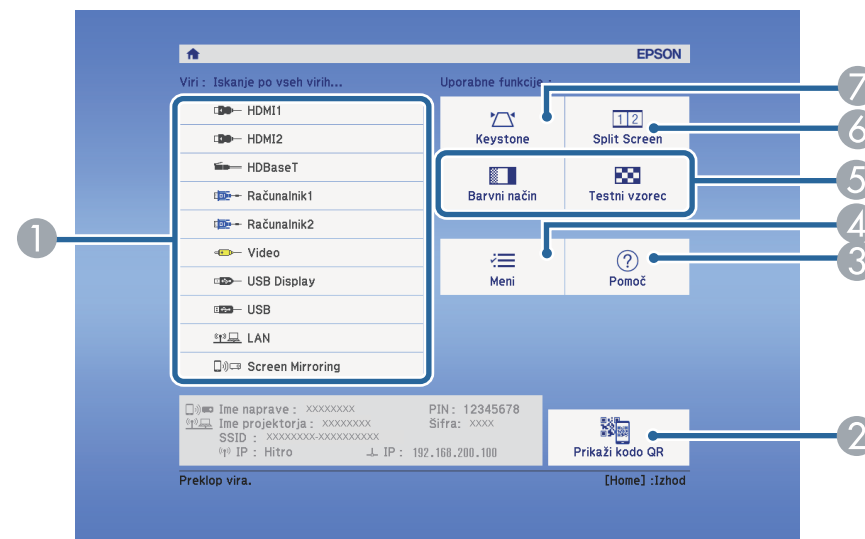 EPSON
Viri : Iskanje po vseh virih...
HDMI1
HDMI2
HDBaseT
Računalnik1
Računalnik2
Video
USB Display
USB
LAN
Screen Mirroring
Uporabne funkcije :
Keystone
Split Screen
Barvni način
Testni vzorec
Meni
Pomoč
Ime naprave : XXXXXXXX
PIN : 12345678
Ime projektorja : XXXXXXXX
Šifra: XXXX
SSID : XXXXXXXX-XXXXXXXXXX
IP : Hitro
IP : 192.168.200.100
Prikaži kodo QR
Preklop vira.
[Home] :Izhod
1
7
6
5
4
3
2